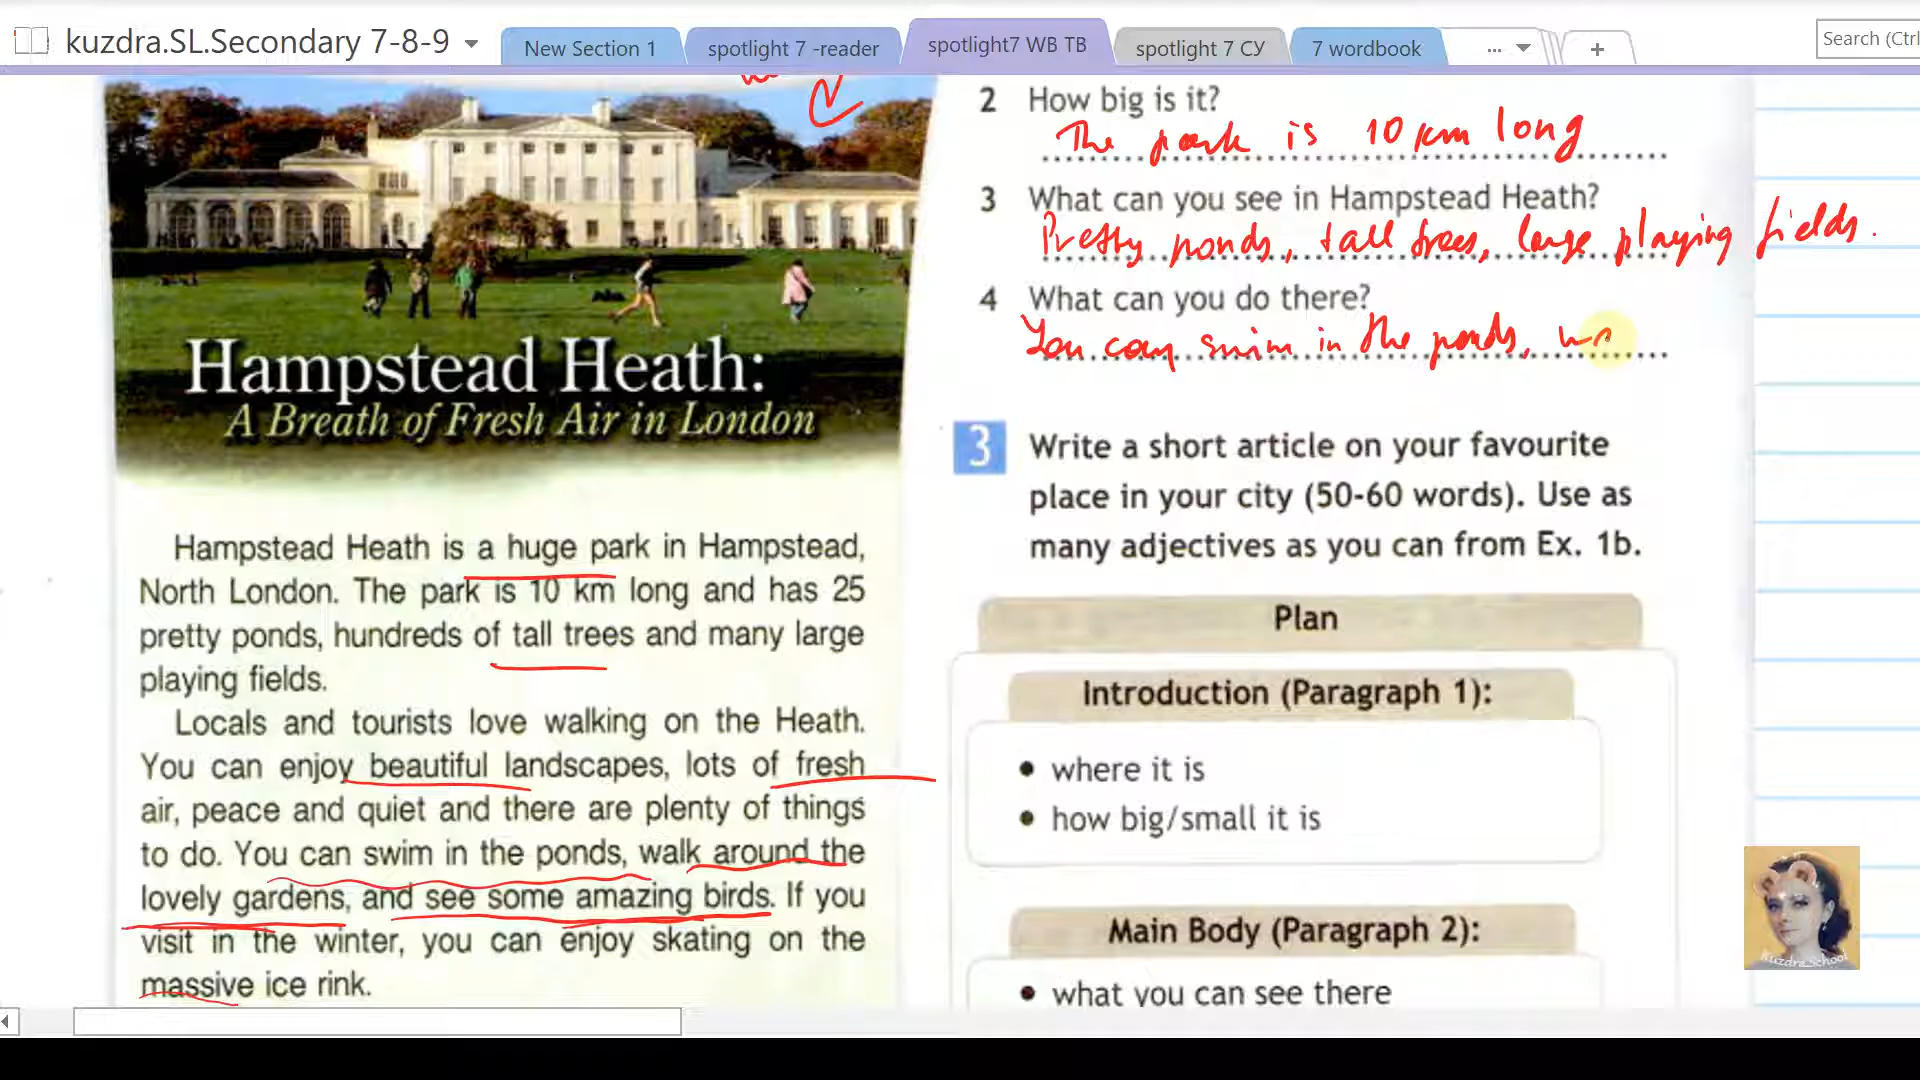 kuzdra.SL.Secondary 7-8-9
New Section 1
spotlight 7 -reader
spotlight7 WB TB
spotlight 7 СУ
7 wordbook
...
+
Search (Ctrl
Hampstead Heath:
A Breath of Fresh Air in London
Hampstead Heath is a huge park in Hampstead,
North London. The park is 10 km long and has 25
pretty ponds, hundreds of tall trees and many large
playing fields.
Locals and tourists love walking on the Heath.
You can enjoy beautiful landscapes, lots of fresh
air, peace and quiet and there are plenty of things
to do. You can swim in the ponds, walk around the
lovely gardens, and see some amazing birds. If you
visit in the winter, you can enjoy skating on the
massive ice rink.
2 How big is it?
The park is 10 km long
3 What can you see in Hampstead Heath?
Pretty ponds, tall trees, large playing fields.
4 What can you do there?
You can swim in the ponds, wa
3 Write a short article on your favourite
place in your city (50-60 words). Use as
many adjectives as you can from Ex. 1b.
Plan
Introduction (Paragraph 1):
• where it is
• how big/small it is
Main Body (Paragraph 2):
• what you can see there
Kuzdra_School